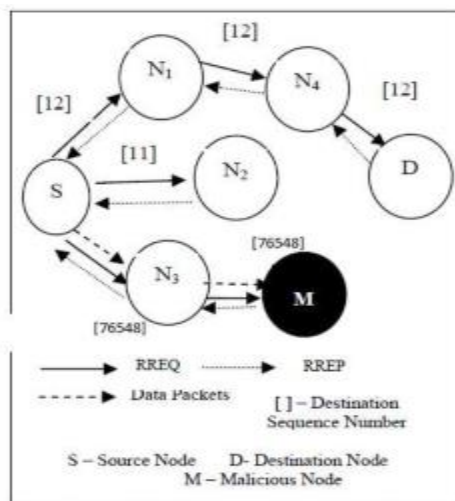 [12]
N1
N4
[12]
[12]
[11]
S
N2
D
[76548]
N3
M
[76548]
RREQ
RREP
Data Packets
[ ] – Destination
Sequence Number
S – Source Node D- Destination Node
M – Malicious Node